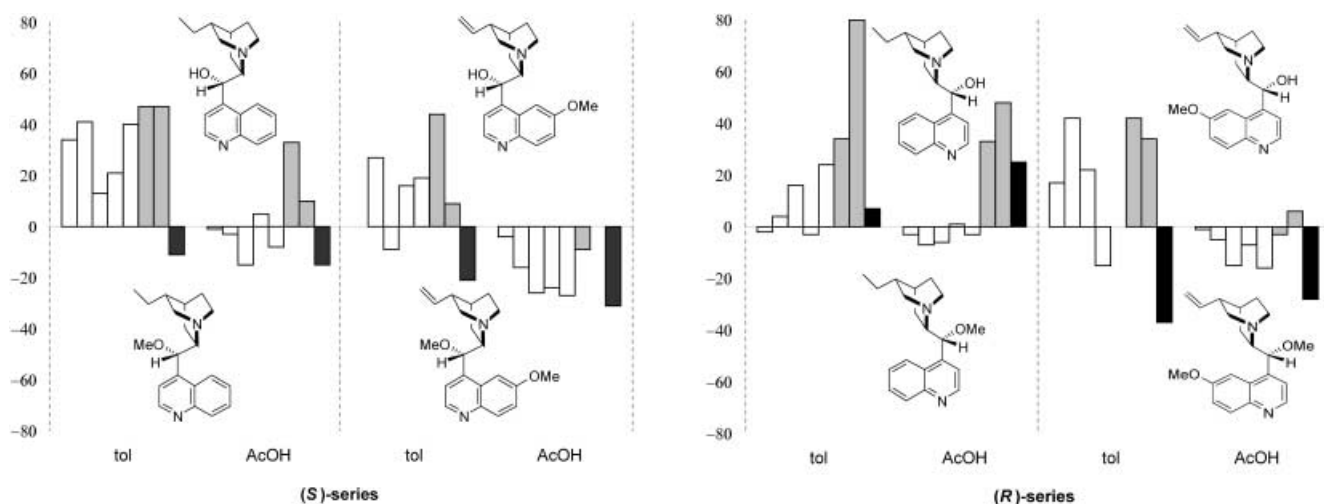 80
60
40
20
0
−20
−40
−60
−80
N
HO
H
N
N
HO
H
OMe
N
N
MeO
H
N
N
MeO
H
OMe
N
tol
AcOH
tol
AcOH
(S)-series
80
60
40
20
0
−20
−40
−60
−80
N
OH
H
N
N
OH
H
MeO
N
N
OMe
H
N
N
OMe
H
MeO
N
tol
AcOH
tol
AcOH
(R)-series